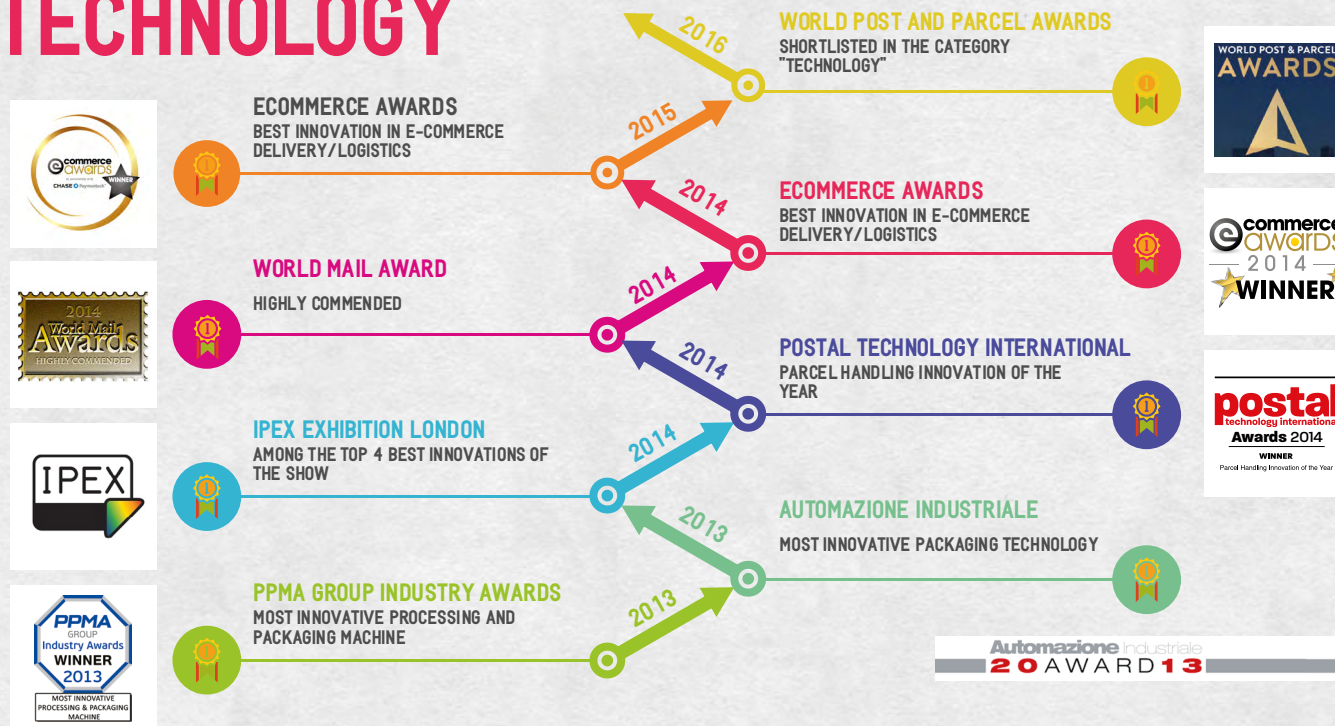 TECHNOLOGY
2016
WORLD POST AND PARCEL AWARDS
SHORTLISTED IN THE CATEGORY
"TECHNOLOGY"
WORLD POST & PARCEL
AWARDS
ECOMMERCE AWARDS
BEST INNOVATION IN E-COMMERCE
DELIVERY/LOGISTICS
2015
ecommerce
awards
CHASE Paymentech
WINNER
2014
ECOMMERCE AWARDS
BEST INNOVATION IN E-COMMERCE
DELIVERY/LOGISTICS
ecommerce
awards
2014
WINNER
WORLD MAIL AWARD
HIGHLY COMMENDED
2014
2014
World Mail
Awards
HIGHLY COMMENDED
2014
POSTAL TECHNOLOGY INTERNATIONAL
PARCEL HANDLING INNOVATION OF THE
YEAR
postal
technology international
Awards 2014
WINNER
Parcel Handling Innovation of the Year
IPEX EXHIBITION LONDON
AMONG THE TOP 4 BEST INNOVATIONS OF
THE SHOW
2014
IPEX
2013
AUTOMAZIONE INDUSTRIALE
MOST INNOVATIVE PACKAGING TECHNOLOGY
Automazione Industriale
20AWARD13
PPMA GROUP INDUSTRY AWARDS
MOST INNOVATIVE PROCESSING AND
PACKAGING MACHINE
2013
PPMA
GROUP
Industry Awards
WINNER
2013
MOST INNOVATIVE
PROCESSING & PACKAGING
MACHINE